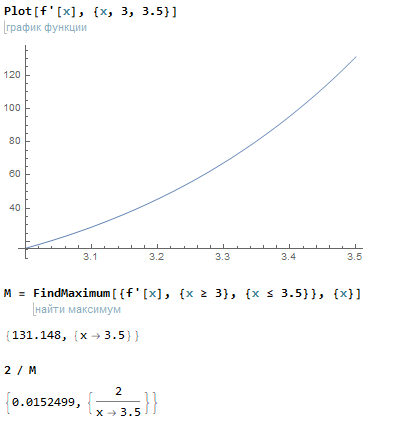 Plot[f'[x], {x, 3, 3.5}]
график функции
120
100
80
60
40
3.1 3.2 3.3 3.4 3.5
M = FindMaximum[{f'[x], {x ≥ 3}, {x ≤ 3.5}}, {x}]
найти максимум
{131.148, {x → 3.5}}
2 / M
{0.0152499, {2 / x → 3.5}}